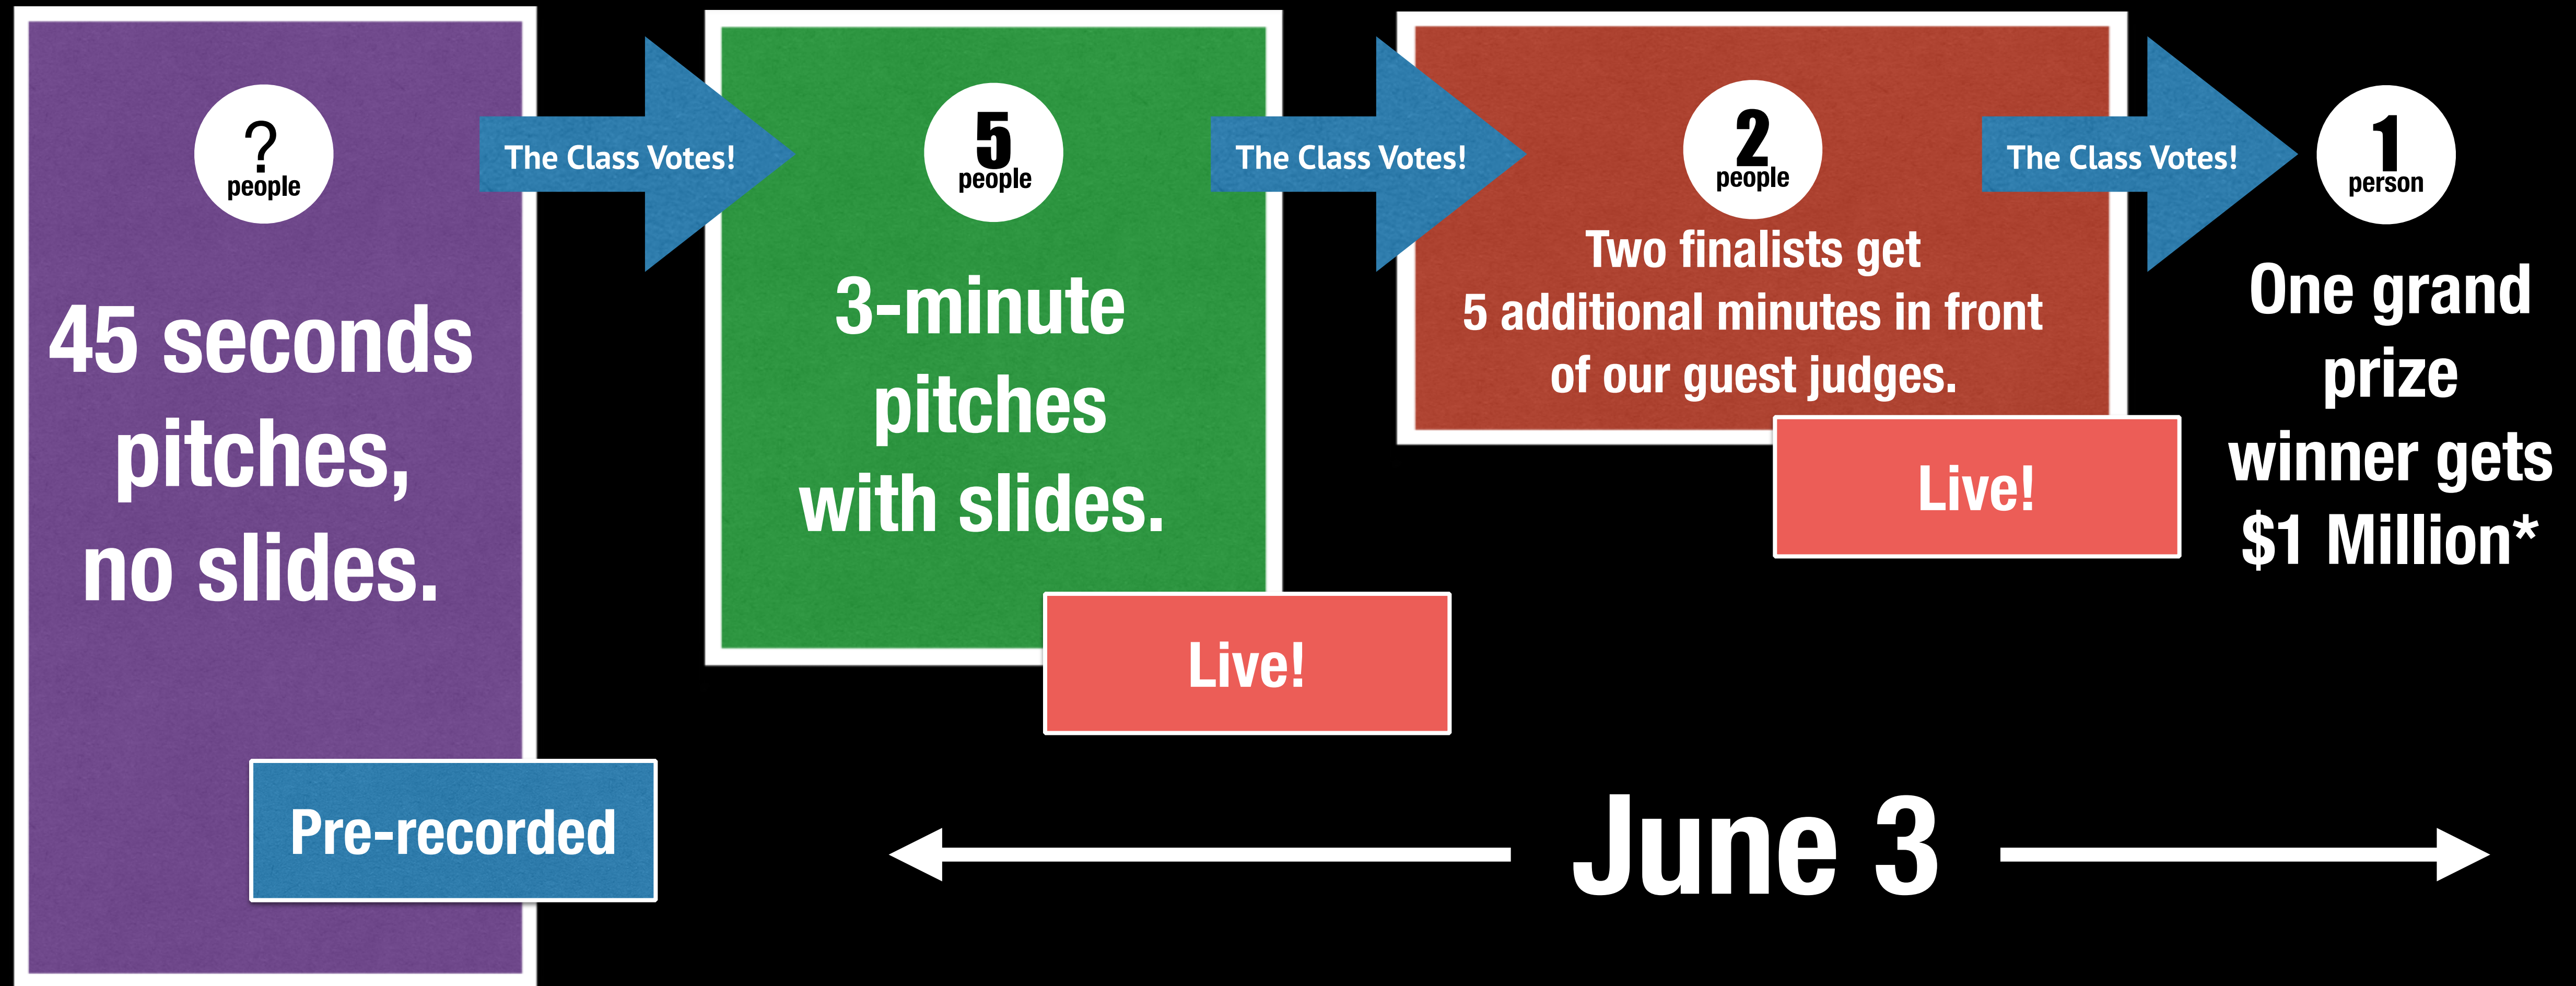 ?
people
45 seconds
pitches,
no slides.
Pre-recorded
The Class Votes!
5
people
3-minute
pitches
with slides.
Live!
The Class Votes!
2
people
Two finalists get
5 additional minutes in front
of our guest judges.
Live!
The Class Votes!
1
person
One grand
prize
winner gets
$1 Million*
June 3